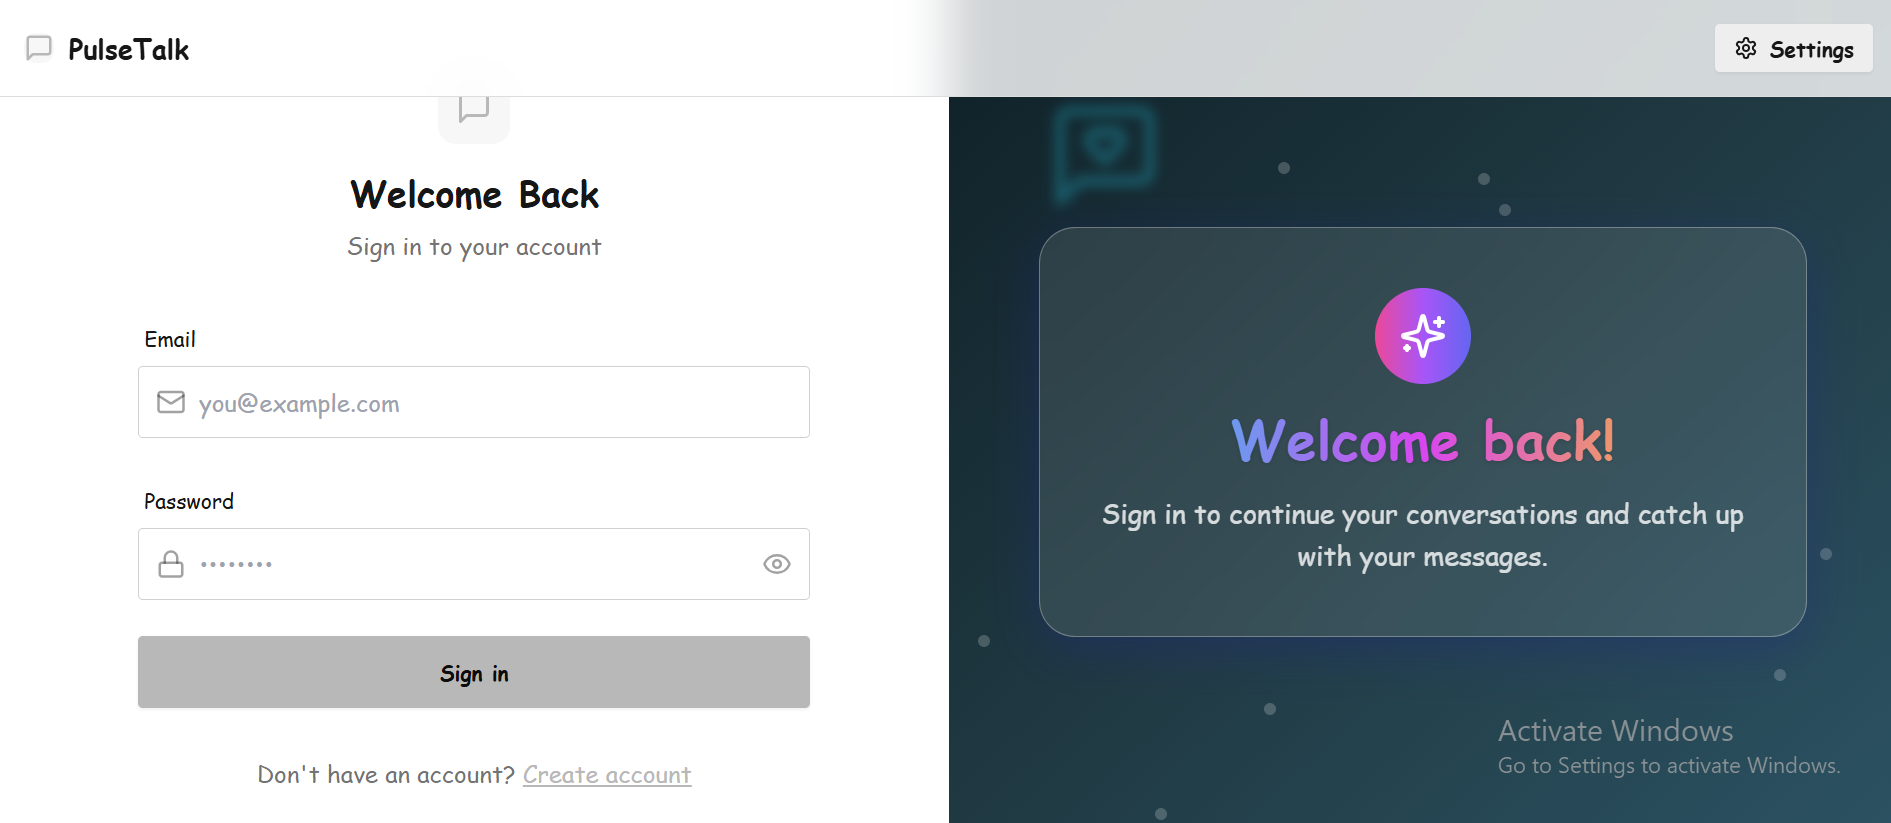 PulseTalk
Settings
Welcome Back
Sign in to your account
Email
you@example.com
Password
••••••••
Sign in
Don't have an account? Create account
Welcome back!
Sign in to continue your conversations and catch up
with your messages.
Activate Windows
Go to Settings to activate Windows.